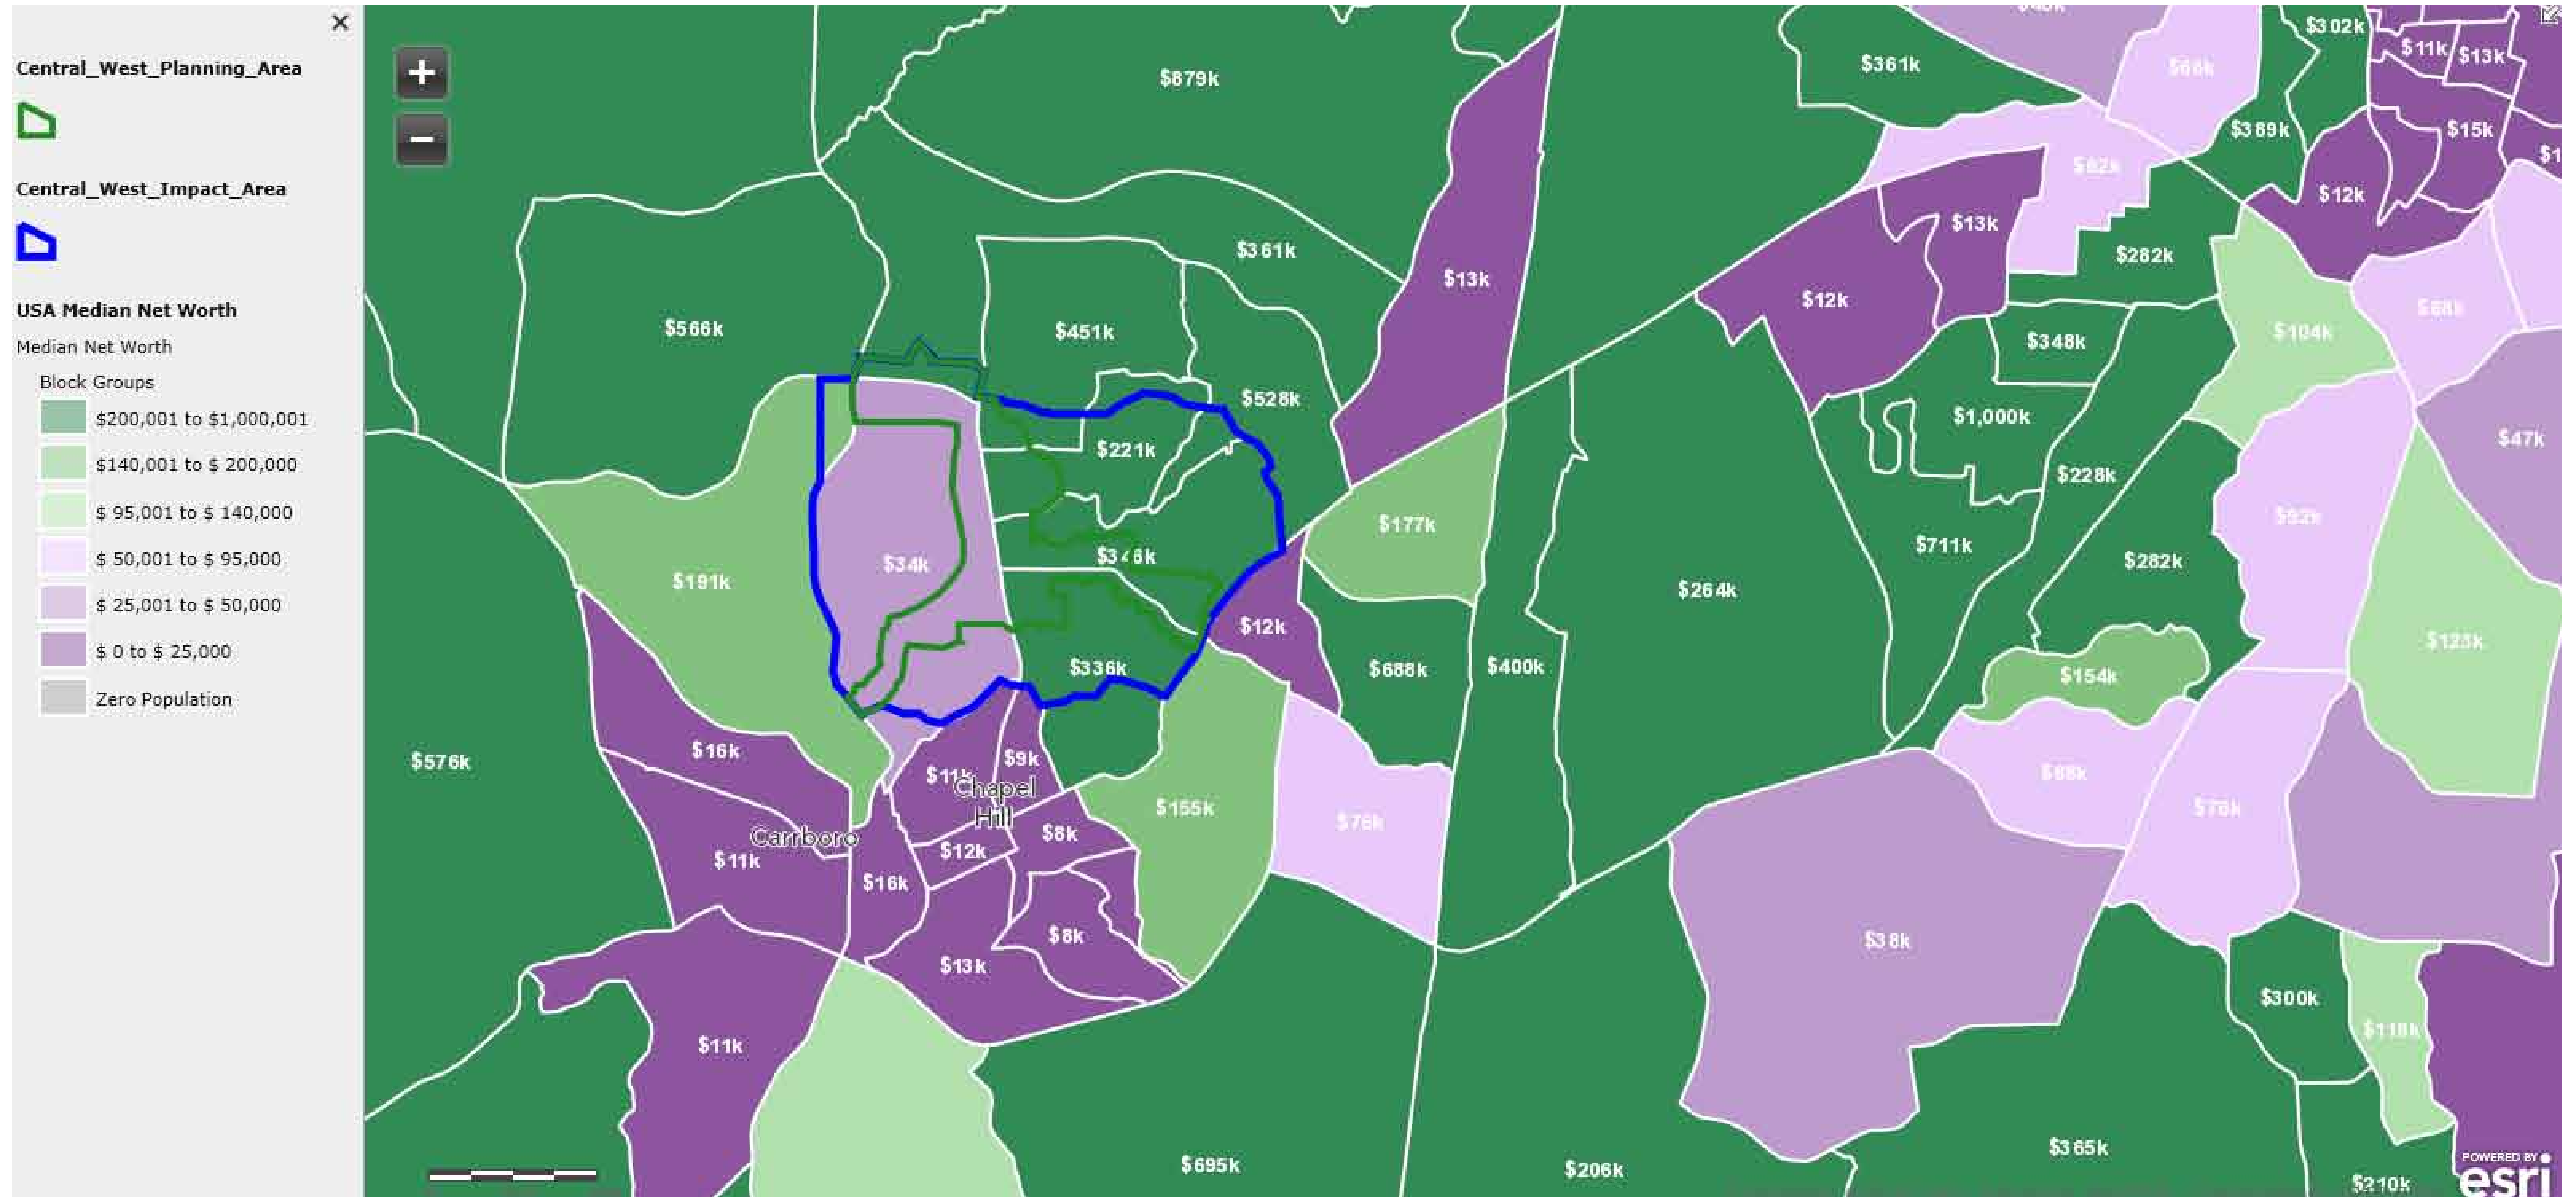 ×
Central_West_Planning_Area
Central_West_Impact_Area
USA Median Net Worth
Median Net Worth
Block Groups
$200,001 to $1,000,001
$140,001 to $ 200,000
$ 95,001 to $ 140,000
$ 50,001 to $ 95,000
$ 25,001 to $ 50,000
$ 0 to $ 25,000
Zero Population
+
−
$879k
$361k
$302k
$11k
$13k
$389k
$15k
$12k
$13k
$361k
$13k
$282k
$566k
$451k
$12k
$348k
$104k
$528k
$1,000k
$47k
$221k
$228k
$177k
$34k
$711k
$282k
$191k
$264k
$12k
$336k
$688k
$400k
$154k
$123k
$576k
$16k
$9k
$11k
Chapel
Hill
$155k
$76k
Carrboro
$8k
$12k
$11k
$16k
$8k
$13k
$38k
$300k
$11k
$695k
$206k
$365k
$210k
POWERED BY
esri